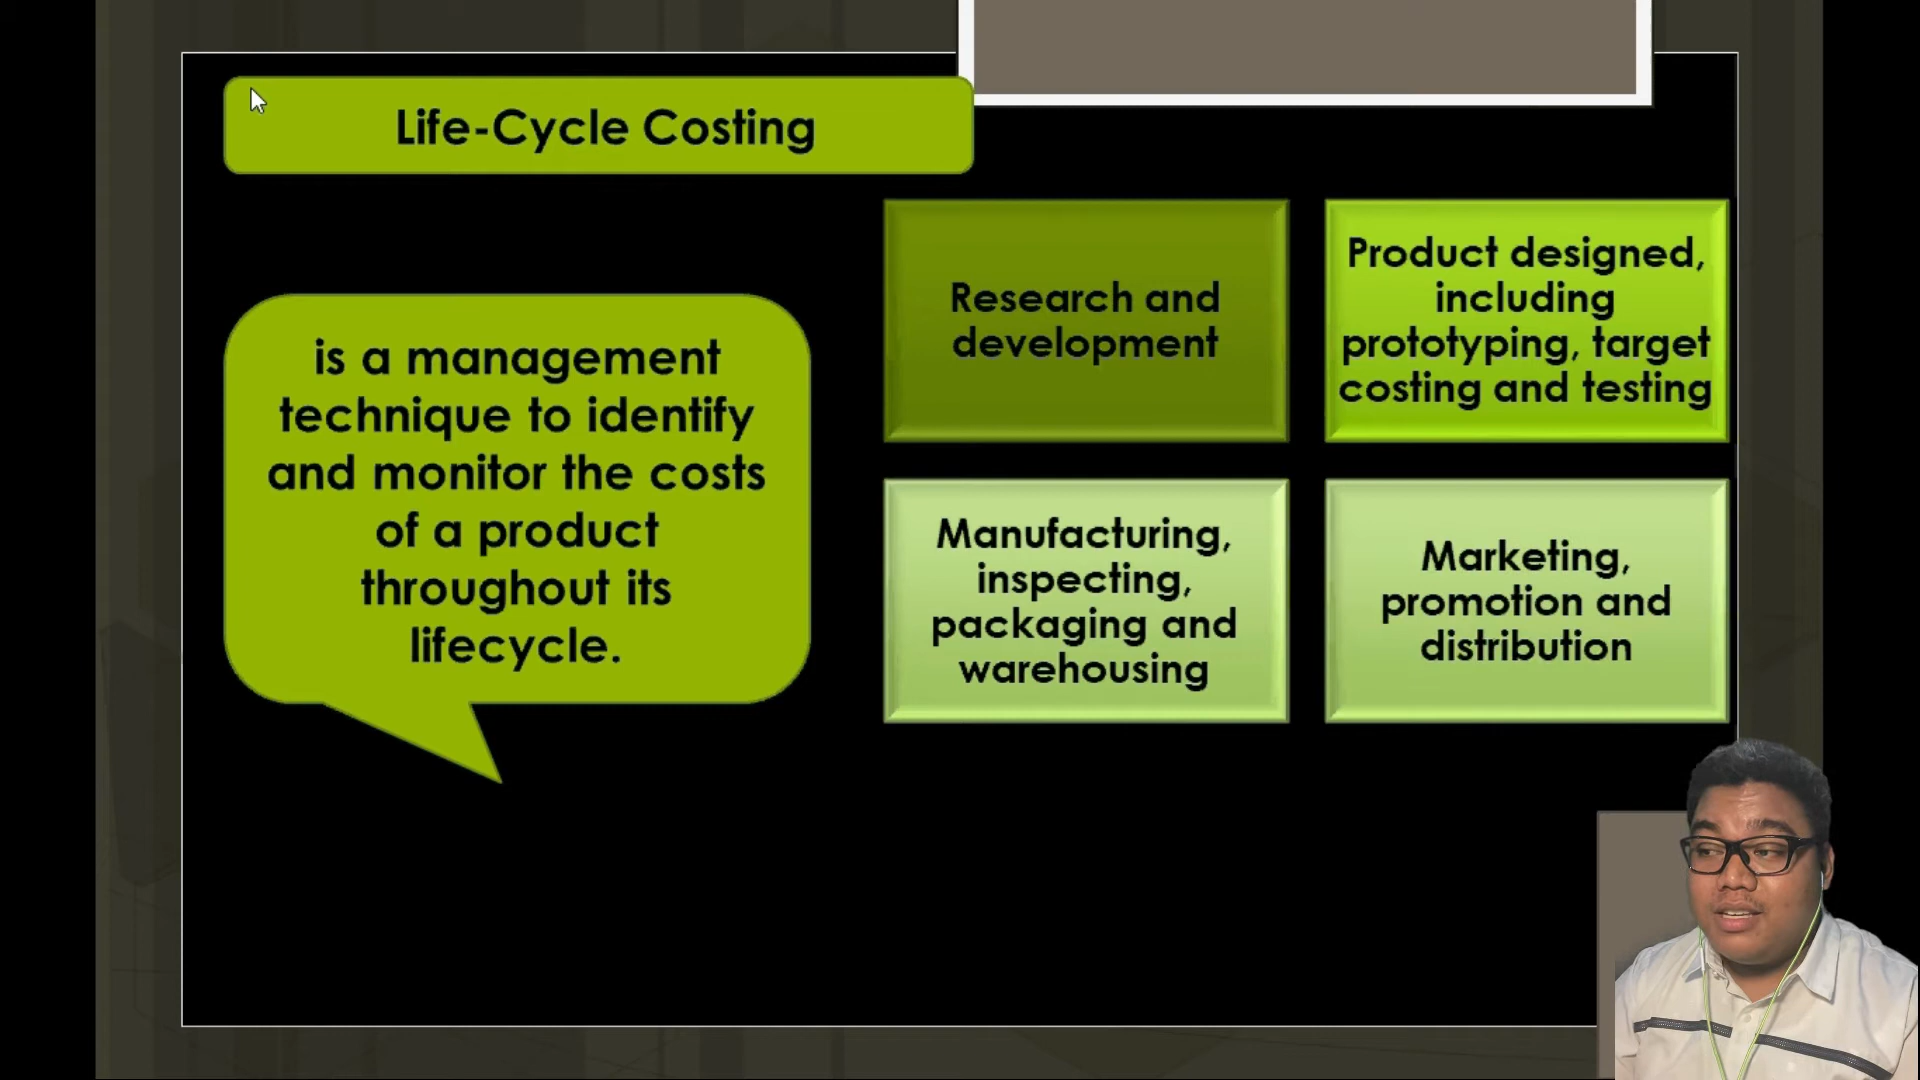 Life-Cycle Costing
is a management
technique to identify
and monitor the costs
of a product
throughout its
lifecycle.
Research and
development
Product designed,
including
prototyping, target
costing and testing
Manufacturing,
inspecting,
packaging and
warehousing
Marketing,
promotion and
distribution